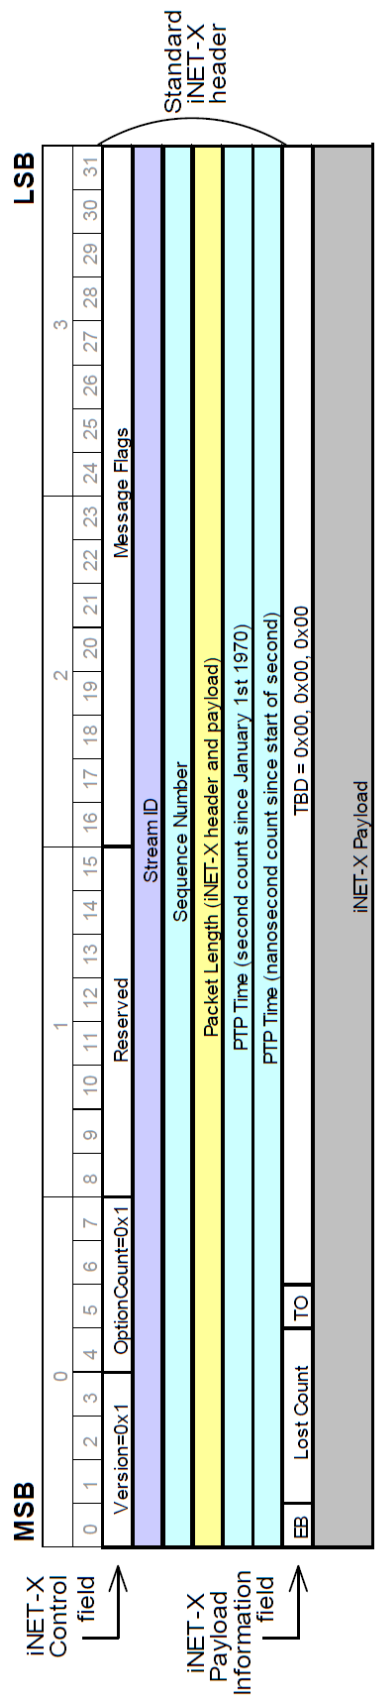 MSB LSB
0 1 2 3
0 1 2 3 4 5 6 7 8 9 10 11 12 13 14 15 16 17 18 19 20 21 22 23 24 25 26 27 28 29 30 31
iNET-X
Control
field
Version=0x1 OptionCount=0x1 Reserved Message Flags
Stream ID
Sequence Number
Packet Length (iNET-X header and payload)
PTP Time (second count since January 1st 1970)
PTP Time (nanosecond count since start of second)
Standard
iNET-X
header
iNET-X
Payload
Information
field
EB Lost Count TO TBD = 0x00, 0x00, 0x00
iNET-X Payload